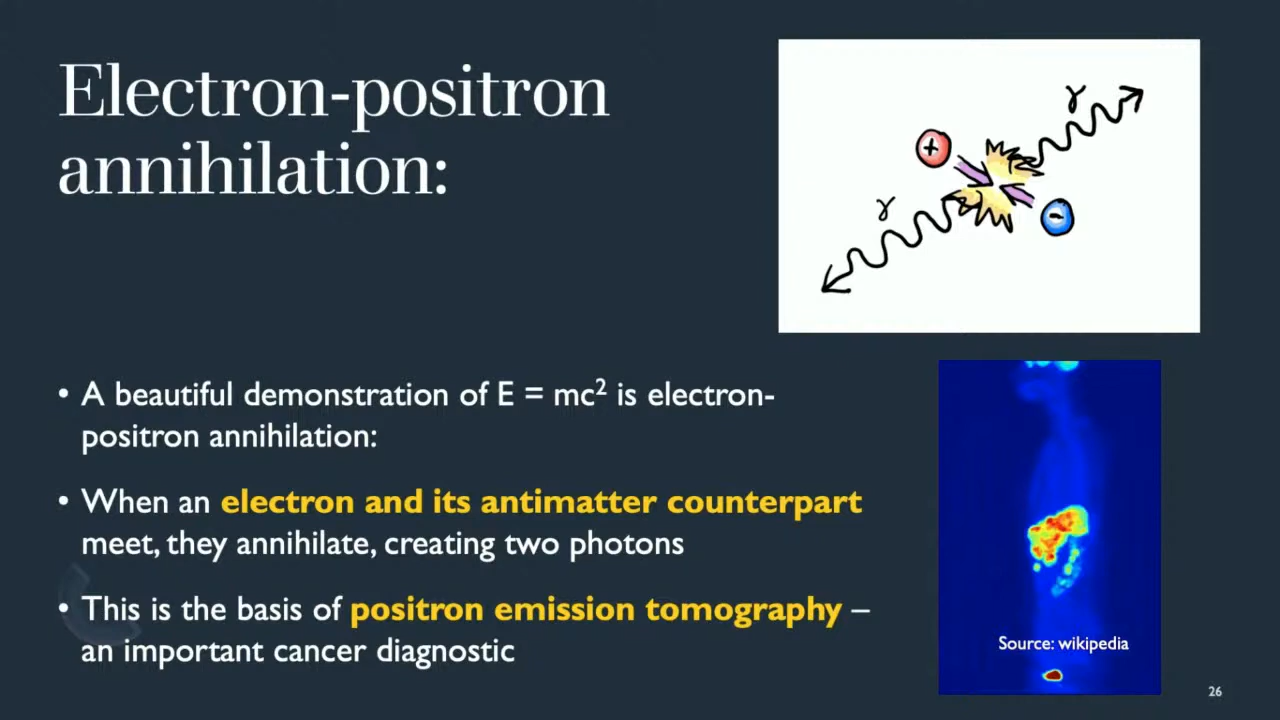 Electron-positron
annihilation:
γ
+
γ
-
• A beautiful demonstration of E = mc² is electron-
positron annihilation:
• When an electron and its antimatter counterpart
meet, they annihilate, creating two photons
• This is the basis of positron emission tomography –
an important cancer diagnostic
Source: wikipedia
26